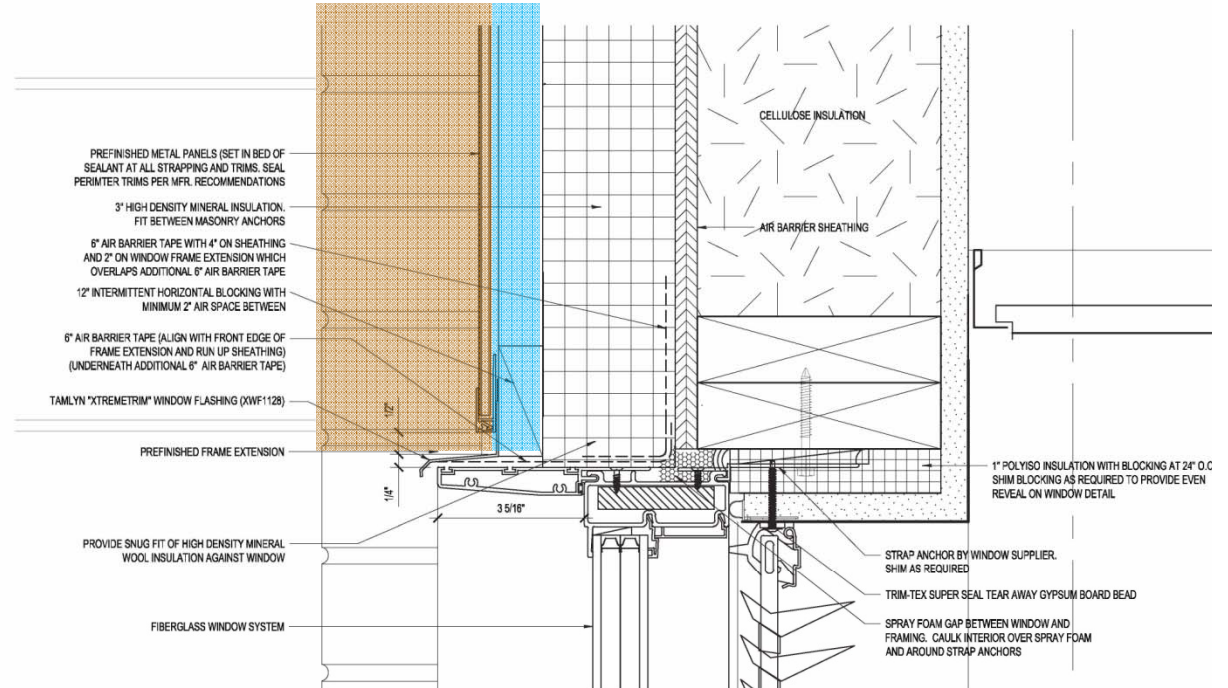 PREFINISHED METAL PANELS (SET IN BED OF
SEALANT AT ALL STRAPPING AND TRIMS. SEAL
PERIMTER TRIMS PER MFR. RECOMMENDATIONS
3" HIGH DENSITY MINERAL INSULATION.
FIT BETWEEN MASONRY ANCHORS
6" AIR BARRIER TAPE WITH 4" ON SHEATHING
AND 2" ON WINDOW FRAME EXTENSION WHICH
OVERLAPS ADDITIONAL 6" AIR BARRIER TAPE
12" INTERMITTENT HORIZONTAL BLOCKING WITH
MINIMUM 2" AIR SPACE BETWEEN
6" AIR BARRIER TAPE (ALIGN WITH FRONT EDGE OF
FRAME EXTENSION AND RUN UP SHEATHING)
(UNDERNEATH ADDITIONAL 6" AIR BARRIER TAPE)
TAMLYN "XTREMETRIM" WINDOW FLASHING (XWF1128)
PREFINISHED FRAME EXTENSION
1/2"
1/4"
3 5/16"
PROVIDE SNUG FIT OF HIGH DENSITY MINERAL
WOOL INSULATION AGAINST WINDOW
FIBERGLASS WINDOW SYSTEM
CELLULOSE INSULATION
AIR BARRIER SHEATHING
1" POLYISO INSULATION WITH BLOCKING AT 24" O.C
SHIM BLOCKING AS REQUIRED TO PROVIDE EVEN
REVEAL ON WINDOW DETAIL
STRAP ANCHOR BY WINDOW SUPPLIER.
SHIM AS REQUIRED
TRIM-TEX SUPER SEAL TEAR AWAY GYPSUM BOARD BEAD
SPRAY FOAM GAP BETWEEN WINDOW AND
FRAMING. CAULK INTERIOR OVER SPRAY FOAM
AND AROUND STRAP ANCHORS